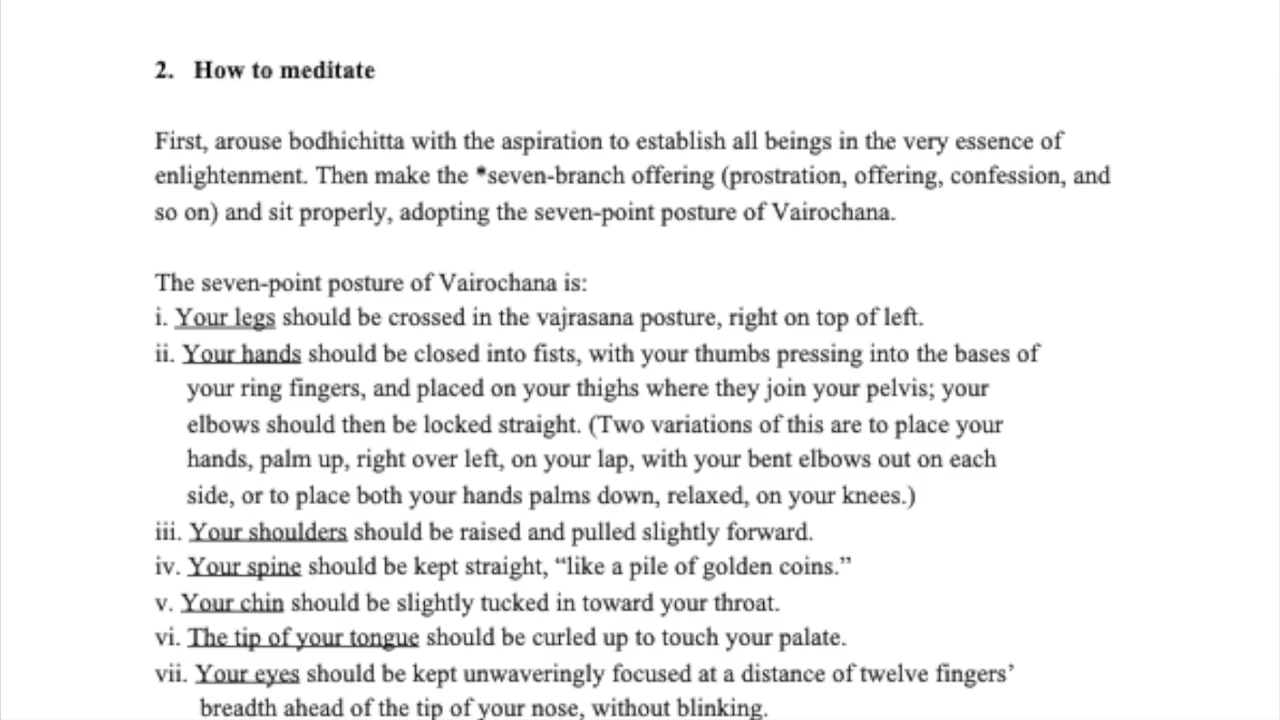 2. How to meditate
First, arouse bodhichitta with the aspiration to establish all beings in the very essence of
enlightenment. Then make the *seven-branch offering (prostration, offering, confession, and
so on) and sit properly, adopting the seven-point posture of Vairochana.
The seven-point posture of Vairochana is:
i. Your legs should be crossed in the vajrasana posture, right on top of left.
ii. Your hands should be closed into fists, with your thumbs pressing into the bases of
your ring fingers, and placed on your thighs where they join your pelvis; your
elbows should then be locked straight. (Two variations of this are to place your
hands, palm up, right over left, on your lap, with your bent elbows out on each
side, or to place both your hands palms down, relaxed, on your knees.)
iii. Your shoulders should be raised and pulled slightly forward.
iv. Your spine should be kept straight, “like a pile of golden coins.”
v. Your chin should be slightly tucked in toward your throat.
vi. The tip of your tongue should be curled up to touch your palate.
vii. Your eyes should be kept unwaveringly focused at a distance of twelve fingers’
breadth ahead of the tip of your nose, without blinking.